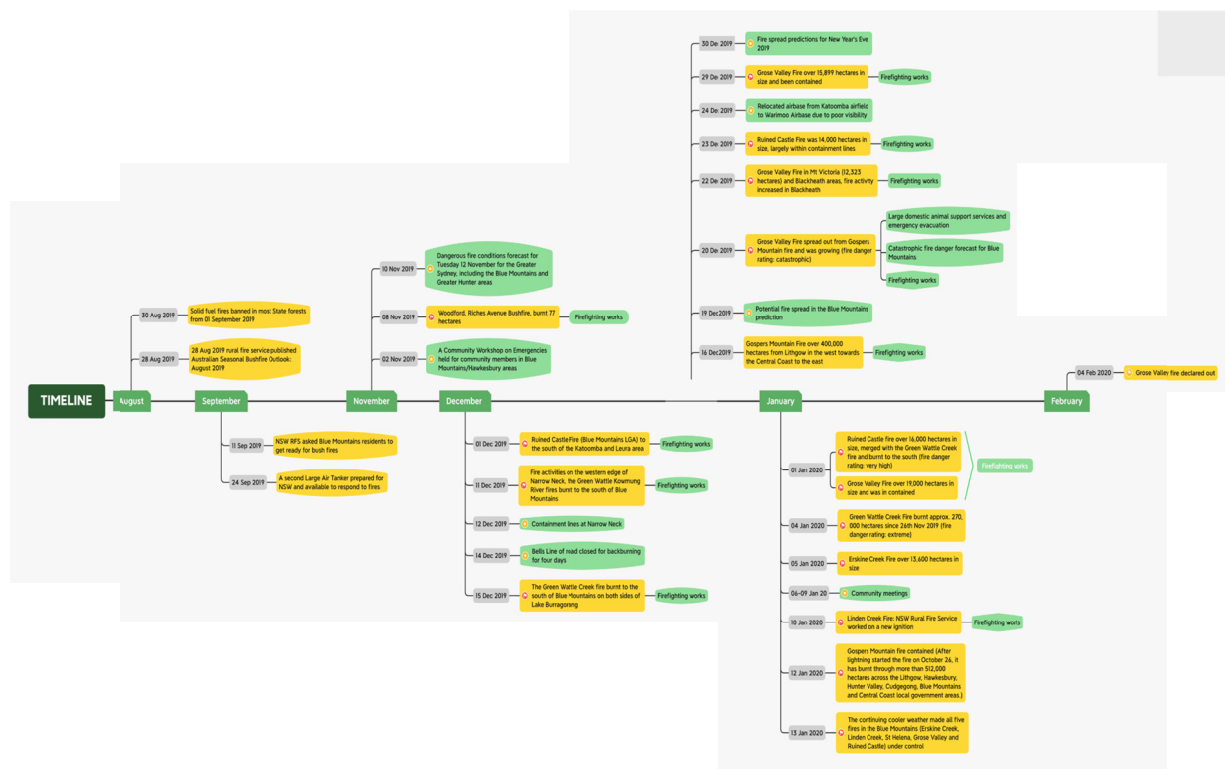 30 De 2019
Fire spread predictions for New Year's Eve
2019
29 De 2019
Grose Valley Fire over 15,899 hectares in
size and been contained
Firefighting works
24 De 2019
Relocated airbase from Katoomba airfield
to Warimoo Airbase due to poor visibility
23 De 2019
Ruined Castle Fire was 14,000 hectares in
size, largely within containment lines
Firefighting works
22 De 2019
Grose Valley Fire in Mt Victoria (12,323
hectares) and Blackheath areas, fire activity
increased in Blackheath
Firefighting works
20 De 2019
Grose Valley Fire spread out from Gospers
Mountain fire and was growing (fire danger
rating: catastrophic)
Large domestic animal support services and
emergency evacuation
Catastrophic fire danger forecast for Blue
Mountains
Firefighting works
19 Dec2019
Potential fire spread in the Blue Mountains
prediction
16 Dec2019
Gospers Mountain Fire over 400,000
hectares from Lithgow in the west towards
the Central Coast to the east
Firefighting works
10 Nov 2019
Dangerous fire conditions forecast for
Tuesday 12 November for the Greater
Sydney, including the Blue Mountains and
Greater Hunter areas
08 Nov 2019
Woodford, Riches Avenue Bushfire, burnt 77
hectares
Firefighting works
02 Nov 2019
A Community Workshop on Emergencies
held for community members in Blue
Mountains/Hawkesbury areas
30 Aug 2019
Solid fuel fires banned in mos: State forests
from 01 September 2019
28 Aug 2019
28 Aug 2019 rural fire service published
Australian Seasonal Bushfire Outlook:
August 2019
04 Feb 2020
Grose Valley fire declared out
TIMELINE
August
September
November
December
January
February
11 Sep 2019
NSW RFS asked Blue Mountains residents to
get ready for bush fires
24 Sep 2019
A second Large Air Tanker prepared for
NSW and available to respond to fires
01 Dec 2019
Ruined CastleFire (Blue Mountains LGA) to
the south of the Katoomba and Leura area
Firefighting works
11 Dec 2019
Fire activities on the western edge of
Narrow Neck, he Green Wattle Kowmung
River fires burnt to the south of Blue
Mountains
Firefighting works
12 Dec 2019
Containment lines at Narrow Neck
14 Dec 2019
Bells Line of road closed for backburning
for four days
15 Dec 2019
The Green Wattle Creek fire burnt to the
south of Blue Mountains on both sides of
Lake Burragorang
Firefighting works
01 Jan 2020
Ruined Castle fire over 16,000 hectares in
size, merged with the Green Wattle Creek
fire and burnt to the south (fire danger
rating: very high)
Grose Valley Fire over 19,000 hectares in
size and was in contained
Firefighting works
04 Jan 2020
Green Wattle Creek Fire burnt approx. 270,
000 hectares since 26th Nov 2019 (fire
danger rating: extreme)
05 Jan 2020
Erskine Creek Fire over 13,600 hectares in
size
06-09 Jan 20
Community meetings
10 Jan 2020
Linden Creek Fire: NSW Rural Fire Service
worked on a new ignition
Firefighting works
12 Jan 2020
Gospers Mountain fire contained (After
lightning started the fire on October 26, it
has burnt through more than 512,000
hectares across the Lithgow, Hawkesbury,
Hunter Valley, Cudgegong, Blue Mountains
and Central Coast local government areas.)
13 Jan 2020
The continuing cooler weather made all five
fires in the Blue Mountains (Erskine Creek,
Linden Creek, St Helena, Grose Valley and
Ruined Castle) under control